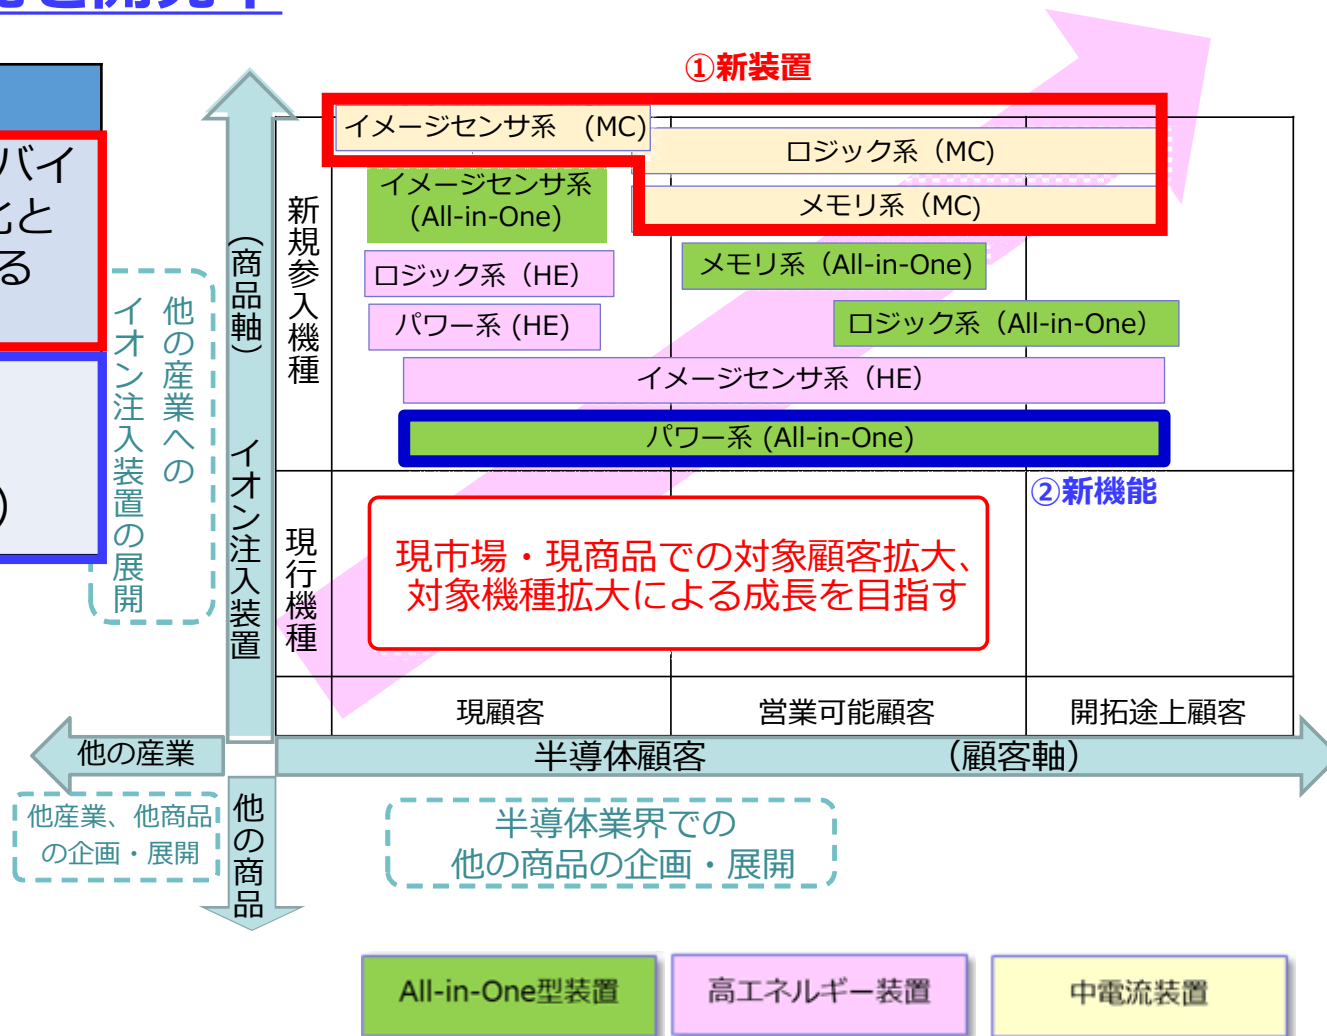 を開発中
①新装置
バイ
化と
る
)
イメージセンサ系 (MC)
ロジック系（MC)
イメージセンサ系
(All-in-One)
メモリ系（MC)
メモリ系（All-in-One)
ロジック系（HE）
パワー系 (HE)
ロジック系（All-in-One）
イメージセンサ系（HE）
パワー系 (All-in-One)
②新機能
新規参入機種
現行機種
（商品軸） イオン注入装置
他の産業への
イオン注入装置の展開
現市場・現商品での対象顧客拡大、
対象機種拡大による成長を目指す
現顧客
営業可能顧客
開拓途上顧客
他の産業
半導体顧客 （顧客軸）
他産業、他商品
の企画・展開
他の商品
半導体業界での
他の商品の企画・展開
All-in-One型装置
高エネルギー装置
中電流装置